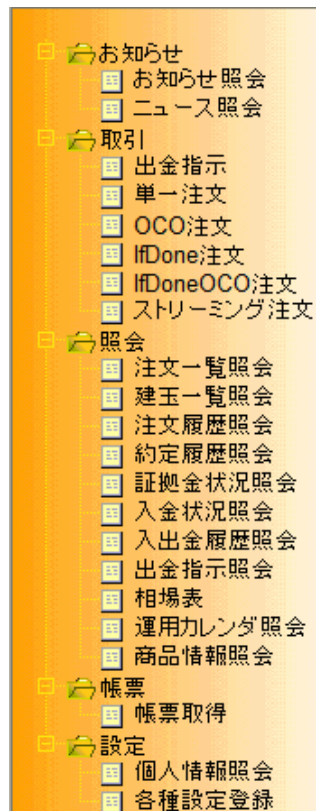 お知らせ
お知らせ照会
ニュース照会
取引
出金指示
単一注文
OCO注文
IfDone注文
IfDoneOCO注文
ストリーミング注文
照会
注文一覧照会
建玉一覧照会
注文履歴照会
約定履歴照会
証拠金状況照会
入金状況照会
入出金履歴照会
出金指示照会
相場表
運用カレンダ照会
商品情報照会
帳票
帳票取得
設定
個人情報照会
各種設定登録